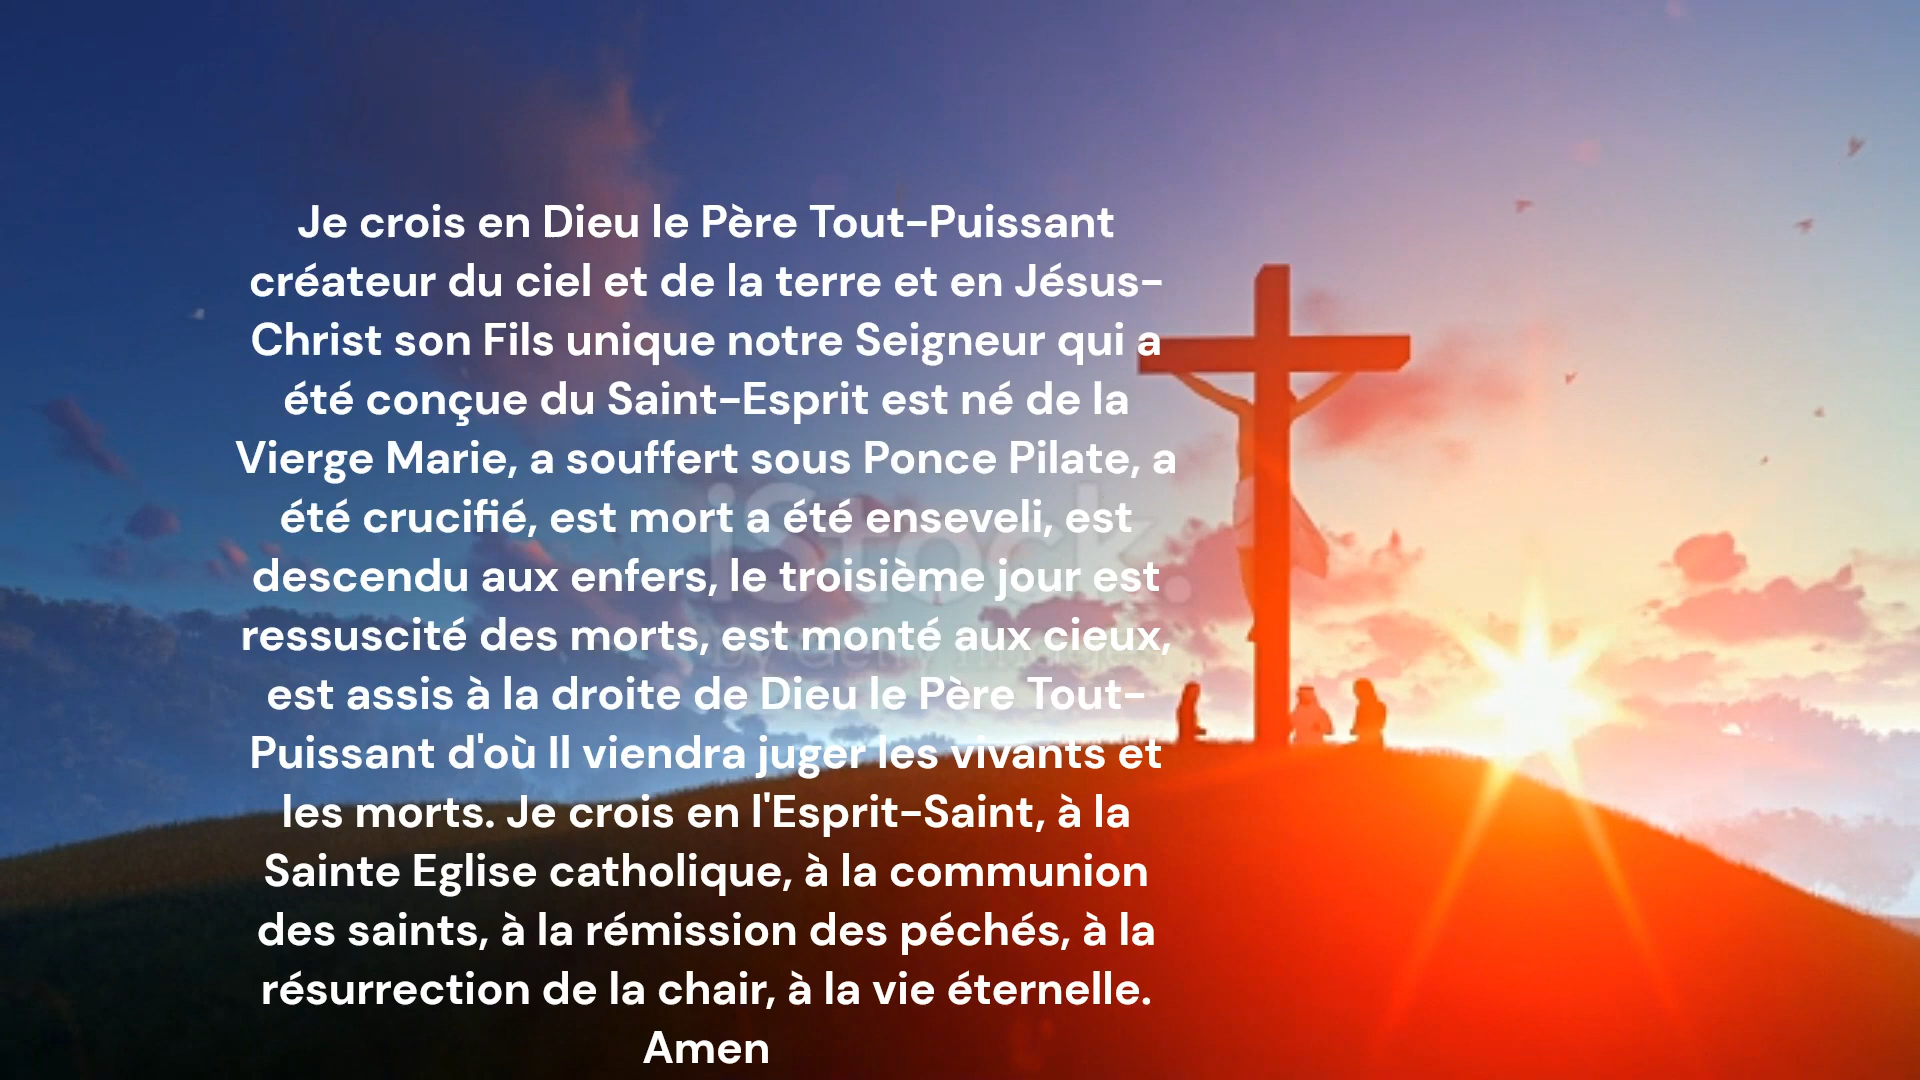 Je crois en Dieu le Père Tout-Puissant
créateur du ciel et de la terre et en Jésus-
Christ son Fils unique notre Seigneur qui a
été conçue du Saint-Esprit est né de la
Vierge Marie, a souffert sous Ponce Pilate, a
été crucifié, est mort a été enseveli, est
descendu aux enfers, le troisième jour est
ressuscité des morts, est monté aux cieux,
est assis à la droite de Dieu le Père Tout-
Puissant d'où Il viendra juger les vivants et
les morts. Je crois en l'Esprit-Saint, à la
Sainte Eglise catholique, à la communion
des saints, à la rémission des péchés, à la
résurrection de la chair, à la vie éternelle.
Amen
iStock.
by Getty Images